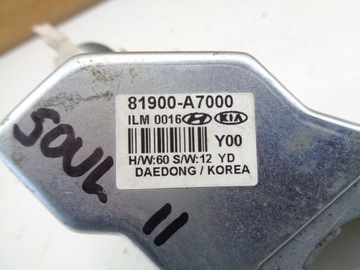 81900-A7000
ILM 0016 KIA
Y00
H/W:60 S/W:12 YD
DAEDONG / KOREA
SOUL
II